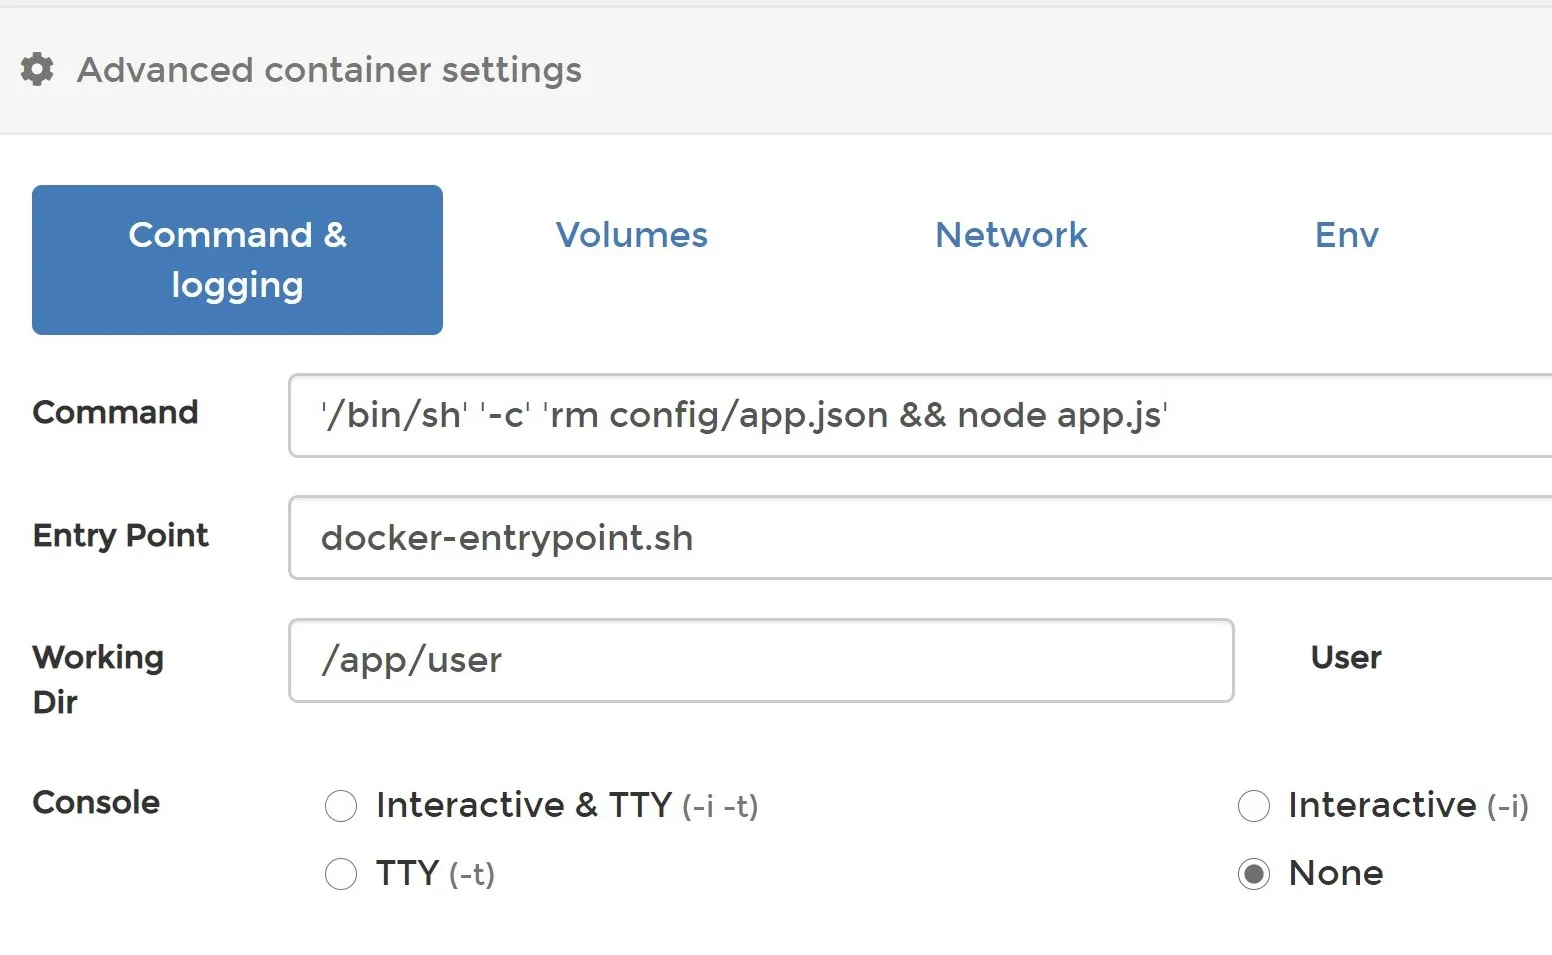 Advanced container settings
Command &
logging
Volumes
Network
Env
Command
'/bin/sh' '-c' 'rm config/app.json && node app.js'
Entry Point
docker-entrypoint.sh
Working
Dir
/app/user
User
Console
Interactive & TTY (-i -t)
Interactive (-i)
TTY (-t)
None